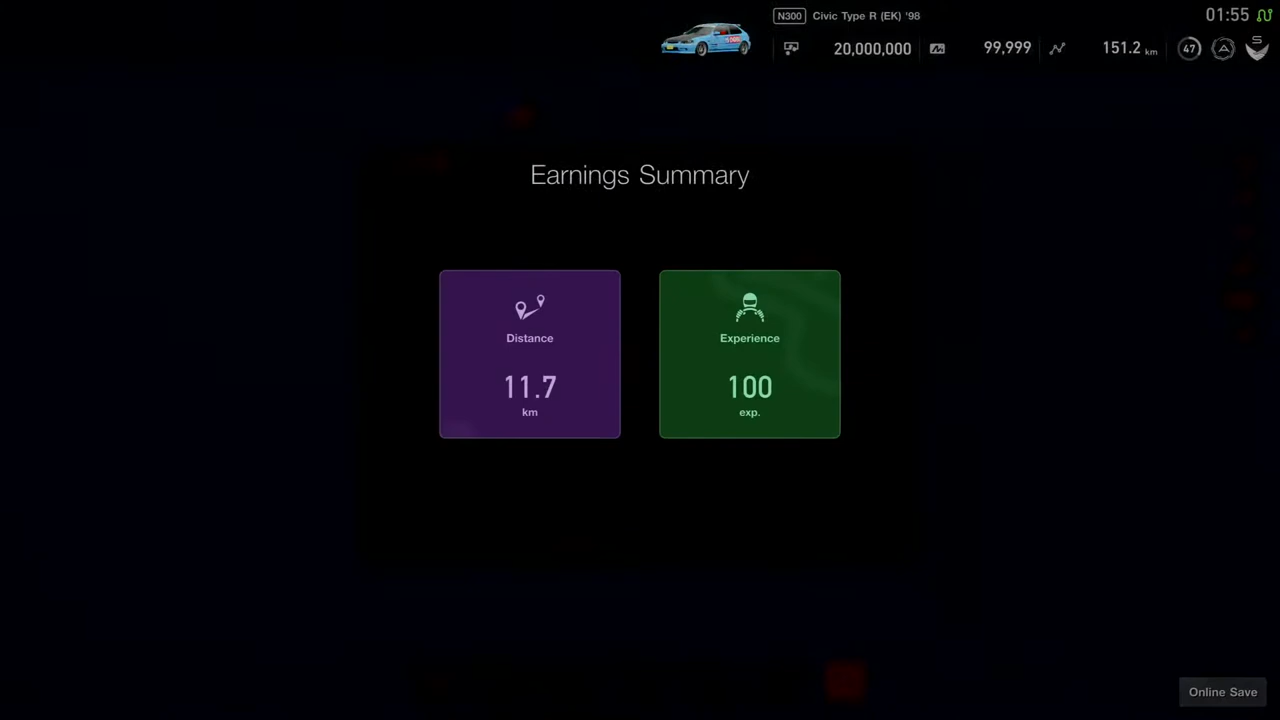 N300 Civic Type R (EK) '98 01:55
20,000,000 99,999 151.2 km 47 A S
Earnings Summary
Distance
11.7
km
Experience
100
exp.
Online Save